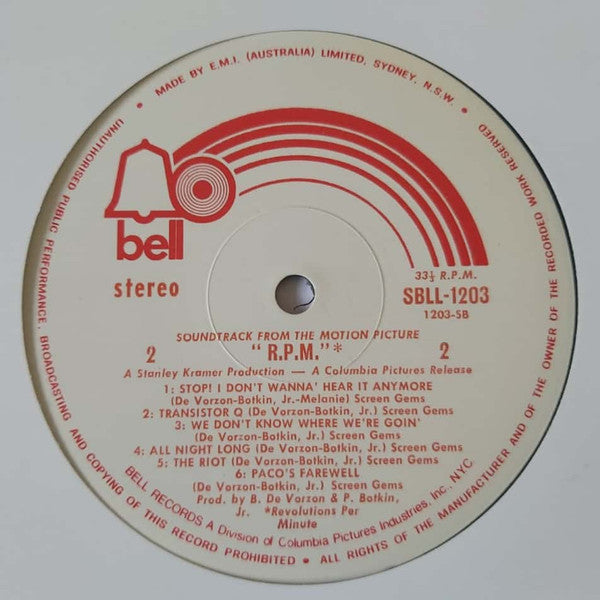 MADE BY E.M.I. (AUSTRALIA) LIMITED, SYDNEY, N.S.W. •
UNAUTHORISED PUBLIC PERFORMANCE, BROADCASTING AND COPYING OF THIS RECORD PROHIBITED • ALL RIGHTS OF THE MANUFACTURER AND OF THE OWNER OF THE RECORDED WORK RESERVED
bell
stereo
33⅓ R.P.M.
SBLL-1203
1203-SB
SOUNDTRACK FROM THE MOTION PICTURE
2 "R.P.M."* 2
A Stanley Kramer Production — A Columbia Pictures Release
1: STOP! I DON'T WANNA' HEAR IT ANYMORE
(De Vorzon-Botkin, Jr.-Melanie) Screen Gems
2: TRANSISTOR Q (De Vorzon-Botkin, Jr.) Screen Gems
3: WE DON'T KNOW WHERE WE'RE GOIN'
(De Vorzon-Botkin, Jr.) Screen Gems
4: ALL NIGHT LONG (De Vorzon-Botkin, Jr.) Screen Gems
5: THE RIOT (De Vorzon-Botkin, Jr.) Screen Gems
6: PACO'S FAREWELL
(De Vorzon-Botkin, Jr.) Screen Gems
Prod. by B. De Vorzon & P. Botkin,
Jr. *Revolutions Per
Minute
BELL RECORDS A Division of Columbia Pictures Industries, Inc. NYC.